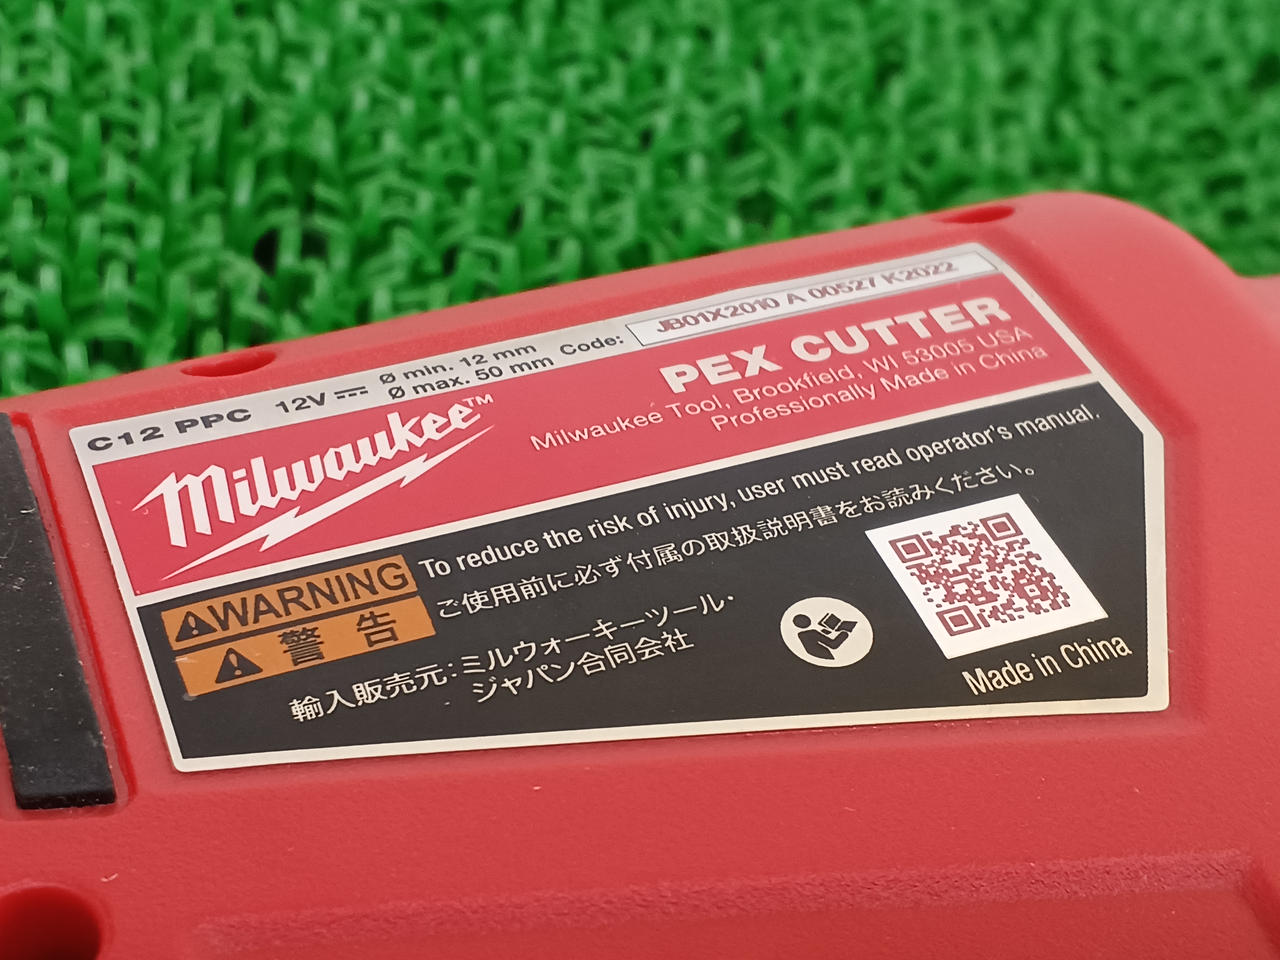 C12 PPC 12V Ø min. 12 mm
Ø max. 50 mm Code: JB01X2010 A 00527 K2022
Milwaukee™
PEX CUTTER
Milwaukee Tool, Brookfield, WI 53005 USA
Professionally Made in China
WARNING
警告
To reduce the risk of injury, user must read operator's manual.
ご使用前に必ず付属の取扱説明書をお読みください。
輸入販売元:ミルウォーキーツール・
ジャパン合同会社
Made in China